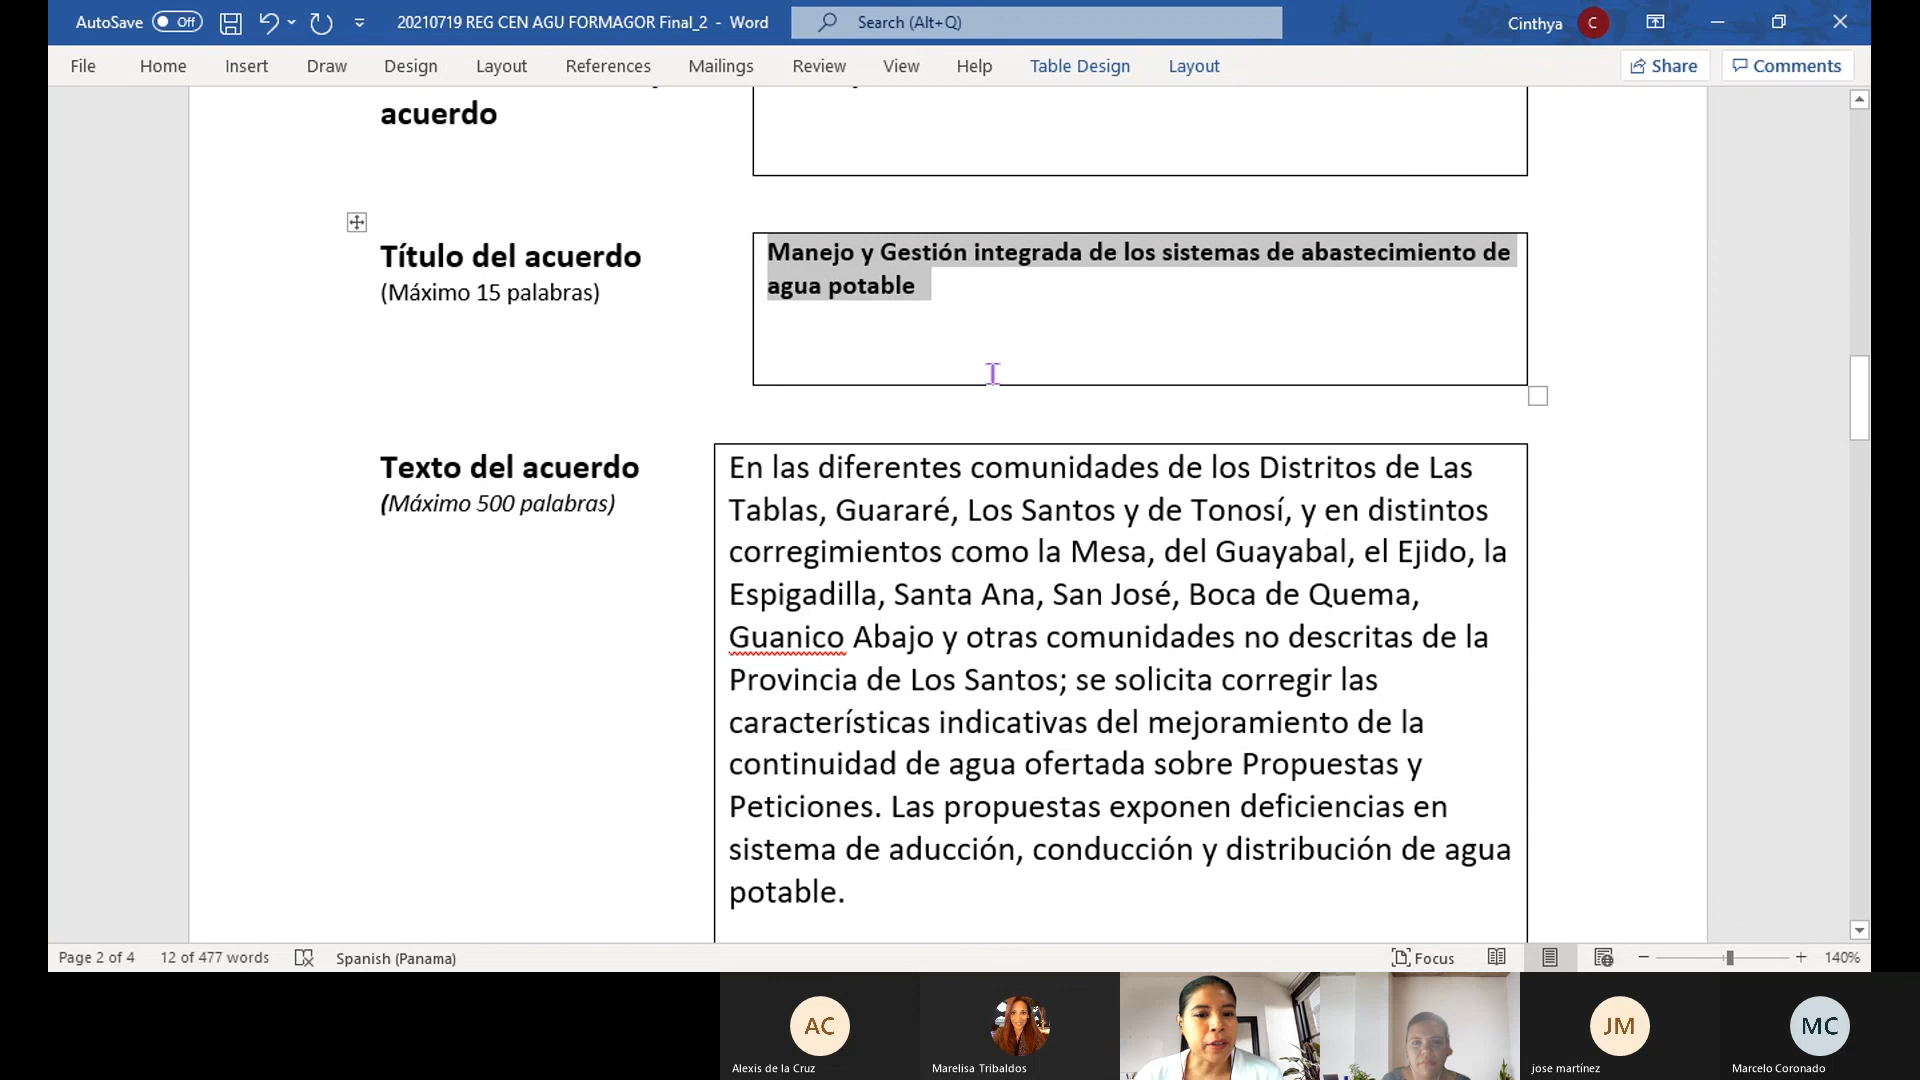 AutoSave Off 20210719 REG CEN AGU FORMAGOR Final_2 - Word Search (Alt+Q) Cinthya C
File Home Insert Draw Design Layout References Mailings Review View Help Table Design Layout Share Comments
acuerdo
Título del acuerdo
(Máximo 15 palabras)
Manejo y Gestión integrada de los sistemas de abastecimiento de
agua potable
Texto del acuerdo
(Máximo 500 palabras)
En las diferentes comunidades de los Distritos de Las
Tablas, Guararé, Los Santos y de Tonosí, y en distintos
corregimientos como la Mesa, del Guayabal, el Ejido, la
Espigadilla, Santa Ana, San José, Boca de Quema,
Guanico Abajo y otras comunidades no descritas de la
Provincia de Los Santos; se solicita corregir las
características indicativas del mejoramiento de la
continuidad de agua ofertada sobre Propuestas y
Peticiones. Las propuestas exponen deficiencias en
sistema de aducción, conducción y distribución de agua
potable.
Page 2 of 4 12 of 477 words Spanish (Panama) Focus 140%
AC JM MC
Alexis de la Cruz Marelisa Tribaldos jose martínez Marcelo Coronado